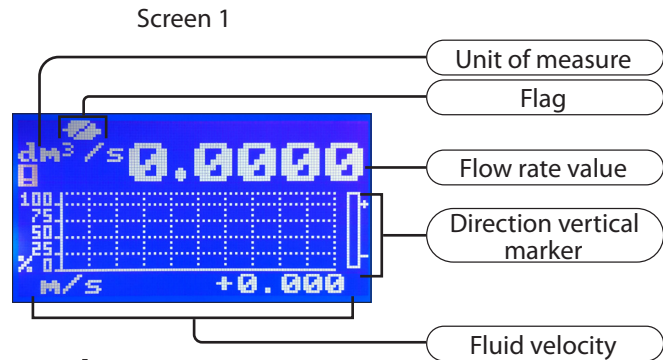 Screen 1
Unit of measure
Flag
dm³/s 0.0000
Flow rate value
100
75
50
25
% 0
+
-
Direction vertical
marker
m/s +0.000
Fluid velocity